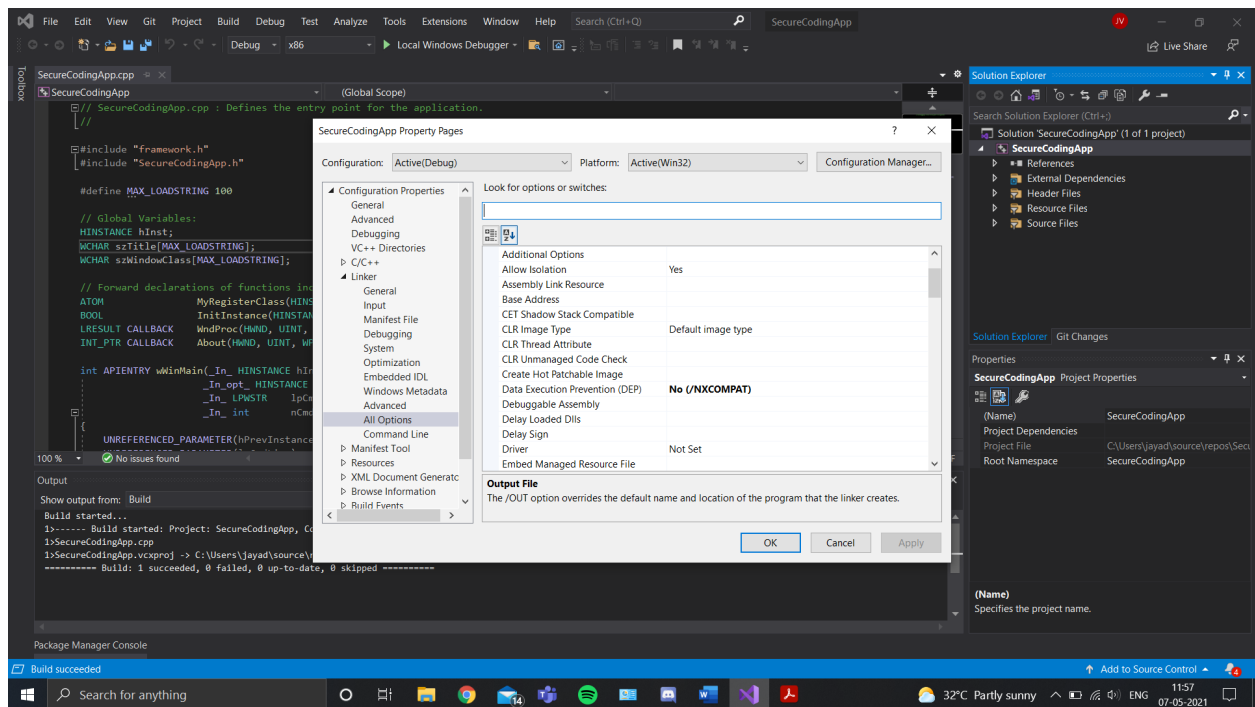 File Edit View Git Project Build Debug Test Analyze Tools Extensions Window Help Search (Ctrl+Q) SecureCodingApp JV
Debug x86 Local Windows Debugger Live Share
Toolbox
SecureCodingApp.cpp
SecureCodingApp (Global Scope)
// SecureCodingApp.cpp : Defines the entry point for the application.
//
#include "framework.h"
#include "SecureCodingApp.h"
#define MAX_LOADSTRING 100
// Global Variables:
HINSTANCE hInst;
WCHAR szTitle[MAX_LOADSTRING];
WCHAR szWindowClass[MAX_LOADSTRING];
// Forward declarations of functions inc
ATOM MyRegisterClass(HINS
BOOL InitInstance(HINSTAN
LRESULT CALLBACK WndProc(HWND, UINT,
INT_PTR CALLBACK About(HWND, UINT, WP
int APIENTRY wWinMain(_In_ HINSTANCE hIn
_In_opt_ HINSTANCE
_In_ LPWSTR lpCm
_In_ int nCmd
{
UNREFERENCED_PARAMETER(hPrevInstance
100 % No issues found
SecureCodingApp Property Pages ? ×
Configuration: Active(Debug) Platform: Active(Win32) Configuration Manager...
Configuration Properties
General
Advanced
Debugging
VC++ Directories
C/C++
Linker
General
Input
Manifest File
Debugging
System
Optimization
Embedded IDL
Windows Metadata
Advanced
All Options
Command Line
Manifest Tool
Resources
XML Document Generatc
Browse Information
Build Events
Look for options or switches:
Additional Options
Allow Isolation Yes
Assembly Link Resource
Base Address
CET Shadow Stack Compatible
CLR Image Type Default image type
CLR Thread Attribute
CLR Unmanaged Code Check
Create Hot Patchable Image
Data Execution Prevention (DEP) No (/NXCOMPAT)
Debuggable Assembly
Delay Loaded Dlls
Delay Sign
Driver Not Set
Embed Managed Resource File
Output File
The /OUT option overrides the default name and location of the program that the linker creates.
OK Cancel Apply
Output
Show output from: Build
Build started...
1>------ Build started: Project: SecureCodingApp, Co
1>SecureCodingApp.cpp
1>SecureCodingApp.vcxproj -> C:\Users\jayad\source\r
========== Build: 1 succeeded, 0 failed, 0 up-to-date, 0 skipped ==========
Package Manager Console
Solution Explorer
Search Solution Explorer (Ctrl+;)
Solution 'SecureCodingApp' (1 of 1 project)
SecureCodingApp
References
External Dependencies
Header Files
Resource Files
Source Files
Solution Explorer Git Changes
Properties
SecureCodingApp Project Properties
(Name) SecureCodingApp
Project Dependencies
Project File C:\Users\jayad\source\repos\Secu
Root Namespace SecureCodingApp
(Name)
Specifies the project name.
Build succeeded Add to Source Control 4
Search for anything 14 32°C Partly sunny ENG 11:57
07-05-2021